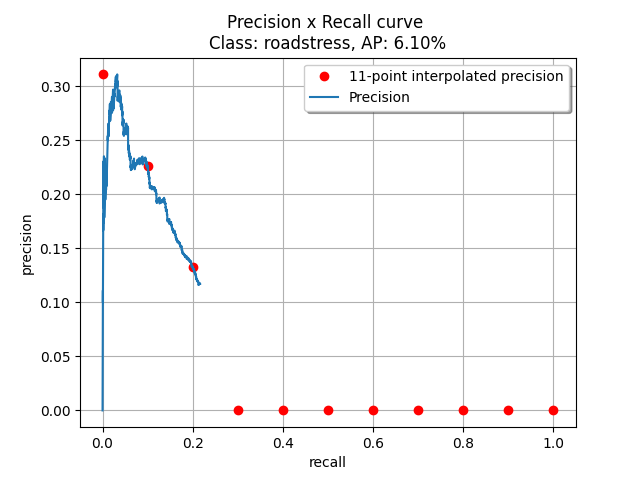 Precision x Recall curve
Class: roadstress, AP: 6.10%
11-point interpolated precision
Precision
precision
0.30
0.25
0.20
0.15
0.10
0.05
0.00
0.0 0.2 0.4 0.6 0.8 1.0
recall